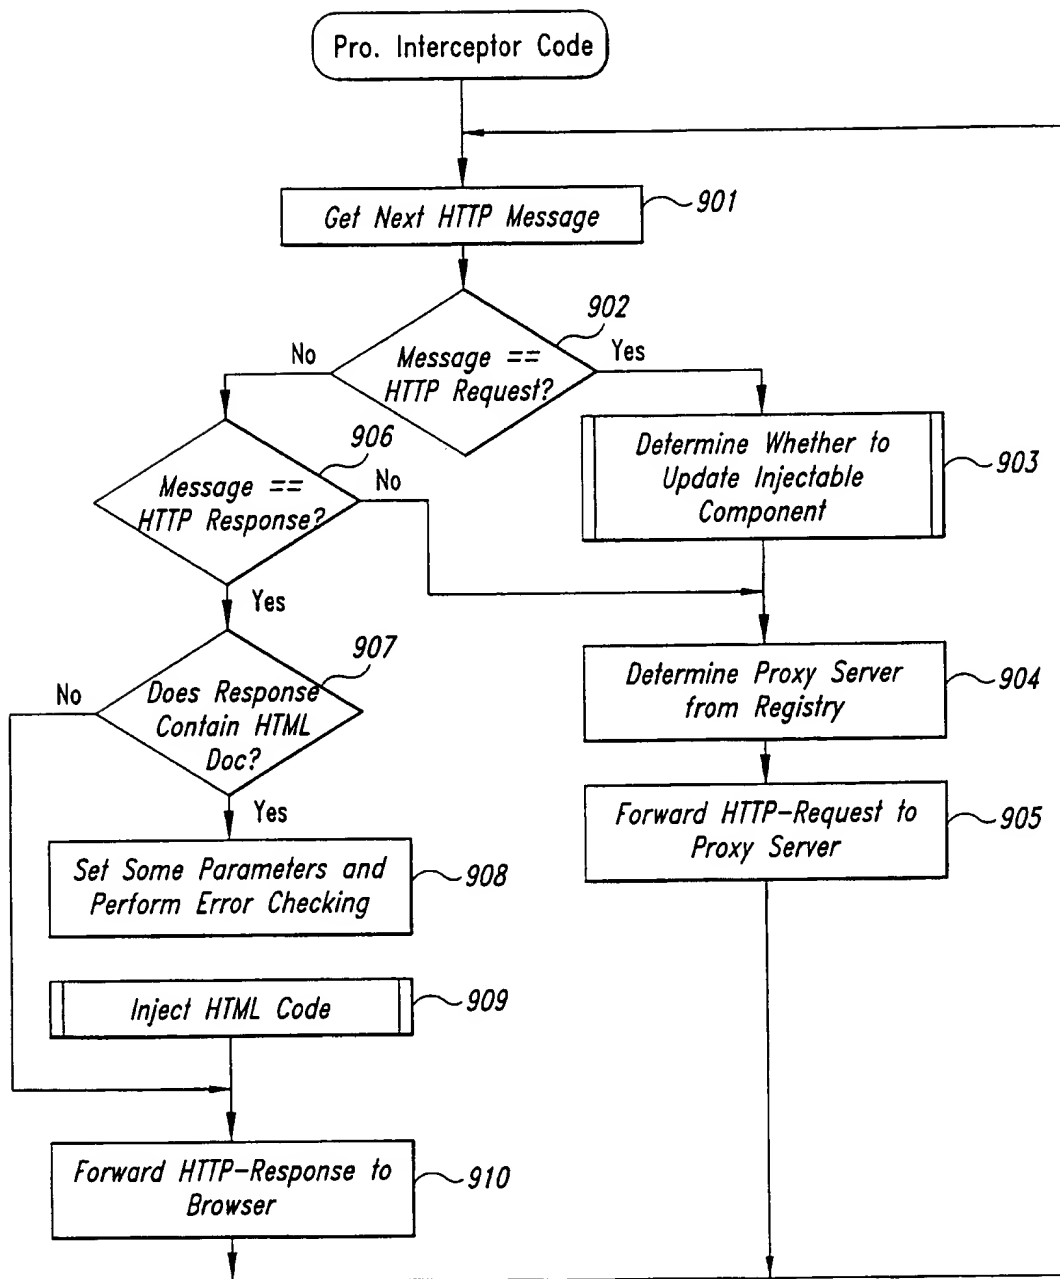 Pro. Interceptor Code
Get Next HTTP Message
901
902
Message ==
HTTP Request?
No
Yes
906
Message ==
HTTP Response?
No
Yes
Determine Whether to
Update Injectable
Component
903
907
Does Response
Contain HTML
Doc?
No
Yes
Determine Proxy Server
from Registry
904
Forward HTTP-Request to
Proxy Server
905
Set Some Parameters and
Perform Error Checking
908
Inject HTML Code
909
Forward HTTP-Response to
Browser
910